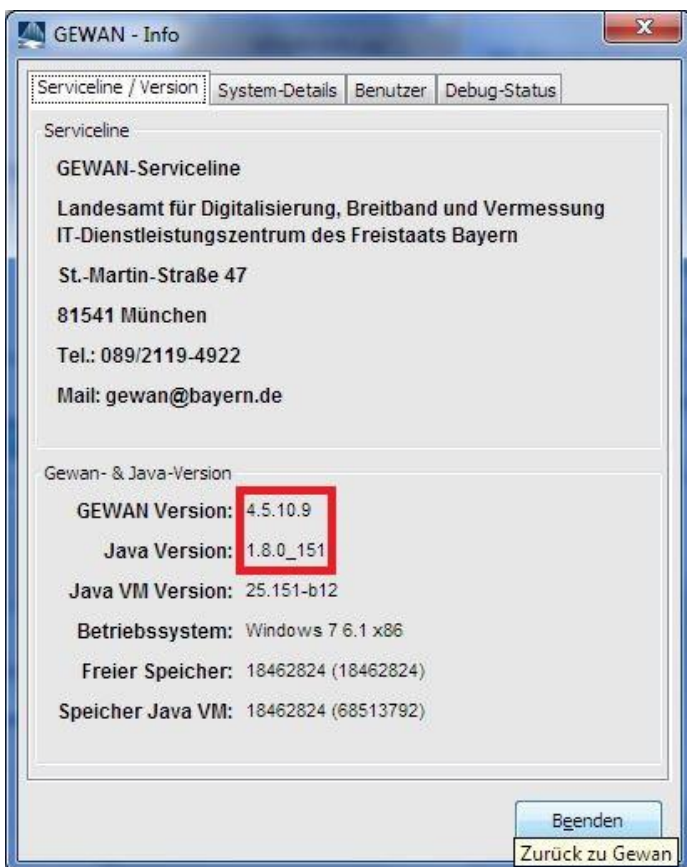 GEWAN - Info
Serviceline / Version System-Details Benutzer Debug-Status
Serviceline
GEWAN-Serviceline
Landesamt für Digitalisierung, Breitband und Vermessung
IT-Dienstleistungszentrum des Freistaats Bayern
St.-Martin-Straße 47
81541 München
Tel.: 089/2119-4922
Mail: gewan@bayern.de
Gewan- & Java-Version
GEWAN Version: 4.5.10.9
Java Version: 1.8.0_151
Java VM Version: 25.151-b12
Betriebssystem: Windows 7 6.1 x86
Freier Speicher: 18462824 (18462824)
Speicher Java VM: 18462824 (68513792)
Beenden
Zurück zu Gewan